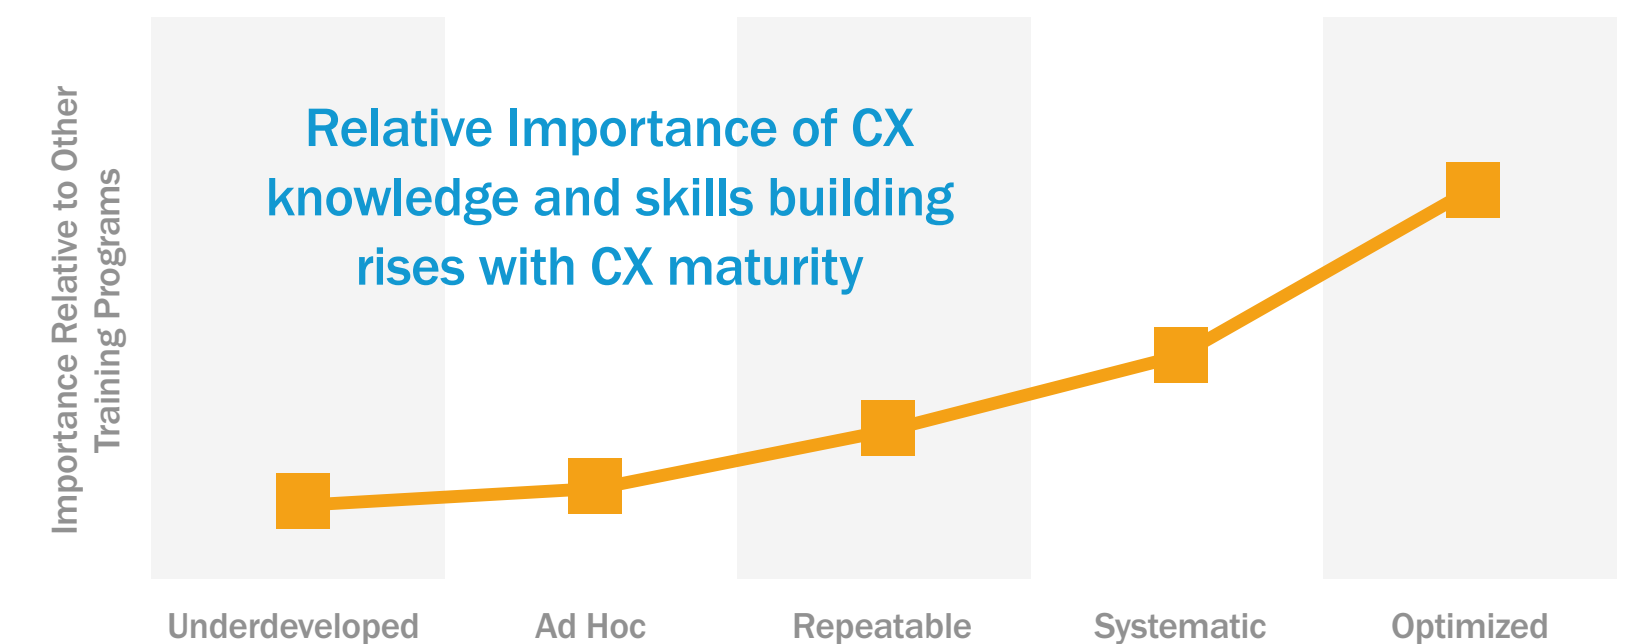 Importance Relative to Other
Training Programs
Relative Importance of CX
knowledge and skills building
rises with CX maturity
Underdeveloped
Ad Hoc
Repeatable
Systematic
Optimized